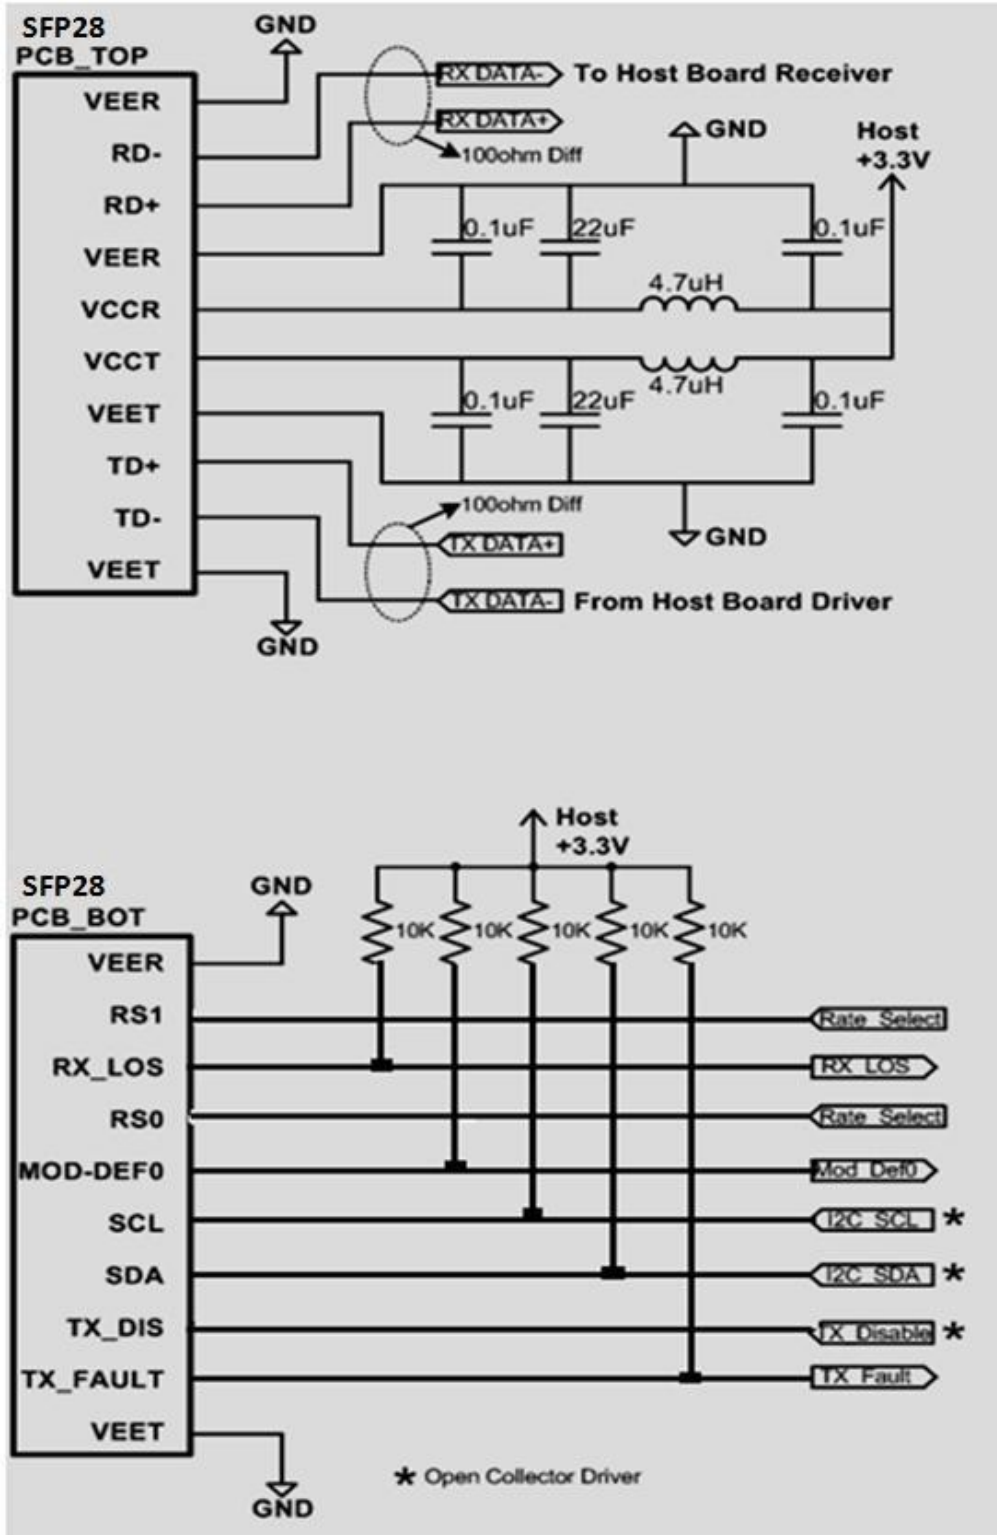 SFP28
PCB_TOP
GND
VEER
RD-
RD+
VEER
VCCR
VCCT
VEET
TD+
TD-
VEET
RX DATA-
To Host Board Receiver
RX DATA+
100ohm Diff
GND
Host
+3.3V
0.1uF
22uF
0.1uF
4.7uH
4.7uH
0.1uF
22uF
0.1uF
100ohm Diff
TX DATA+
GND
TX DATA-
From Host Board Driver
GND
Host
+3.3V
SFP28
PCB_BOT
GND
10K
10K
10K
10K
10K
VEER
RS1
Rate Select
RX_LOS
RX LOS
RS0
Rate Select
MOD-DEF0
Mod Def0
SCL
I2C SCL *
SDA
I2C SDA *
TX_DIS
TX Disable *
TX_FAULT
TX Fault
VEET
GND
* Open Collector Driver